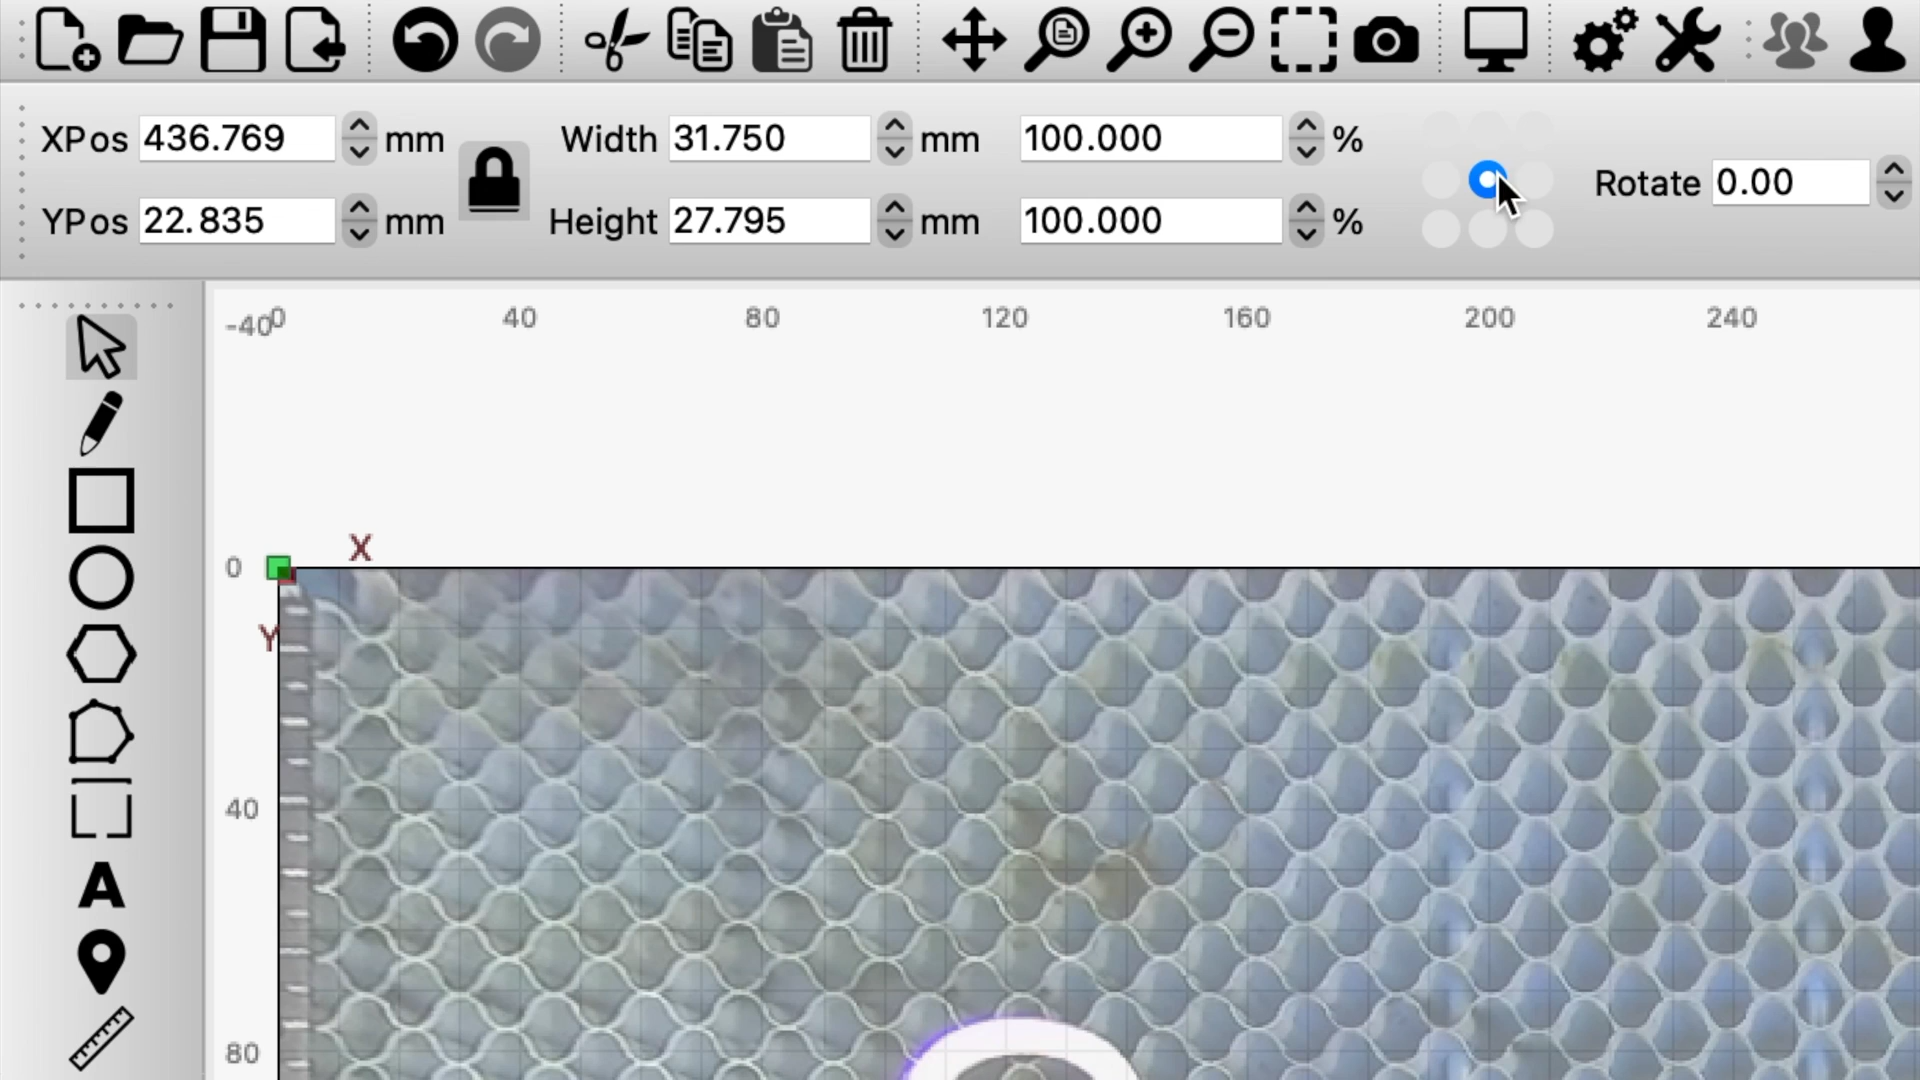 XPos 436.769 mm Width 31.750 mm 100.000 % Rotate 0.00
YPos 22.835 mm Height 27.795 mm 100.000 %
-40 0 40 80 120 160 200 240
X
0
Y
40
A
80